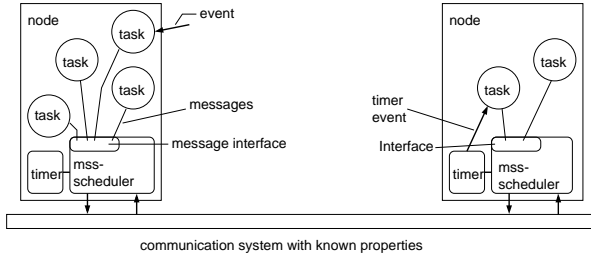 node
event
task
task
task
task
messages
message interface
timer
mss-
scheduler
node
task
task
timer
event
Interface
timer
mss-
scheduler
communication system with known properties